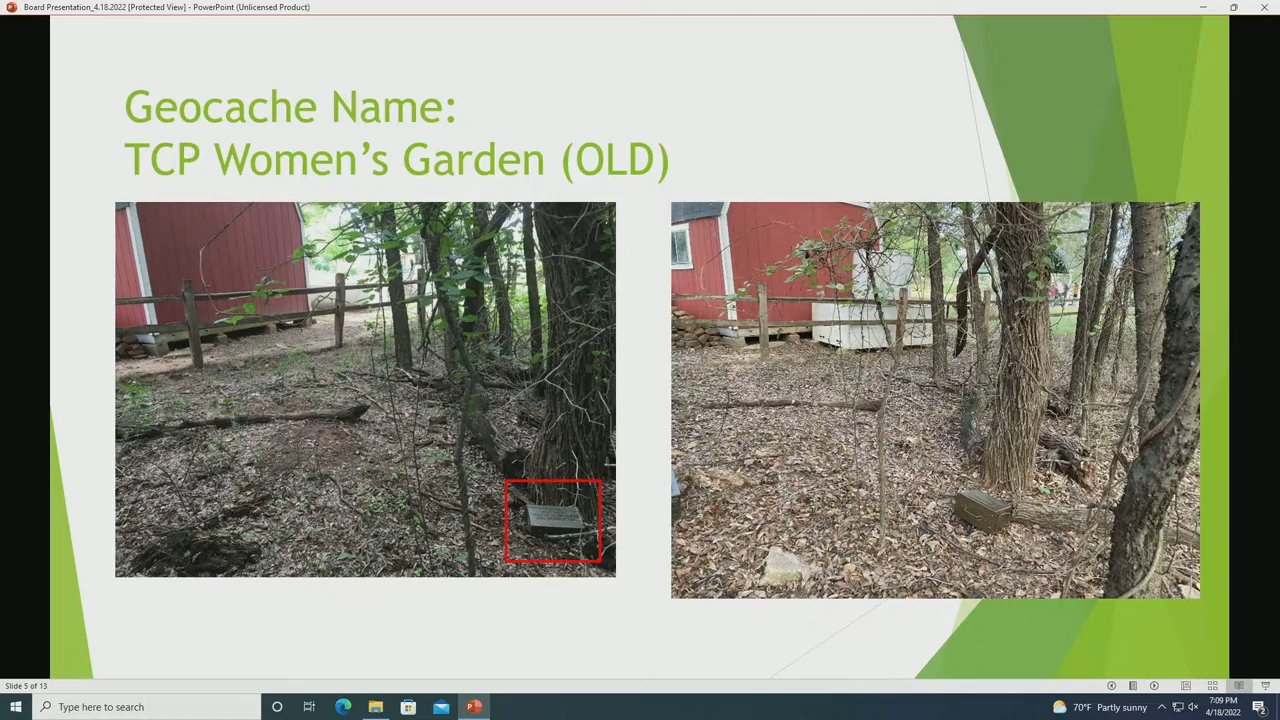 Board Presentation_4.18.2022 [Protected View] - PowerPoint (Unlicensed Product)
Geocache Name:
TCP Women's Garden (OLD)
Slide 5 of 13
Type here to search
70°F Partly sunny
7:09 PM
4/18/2022
2